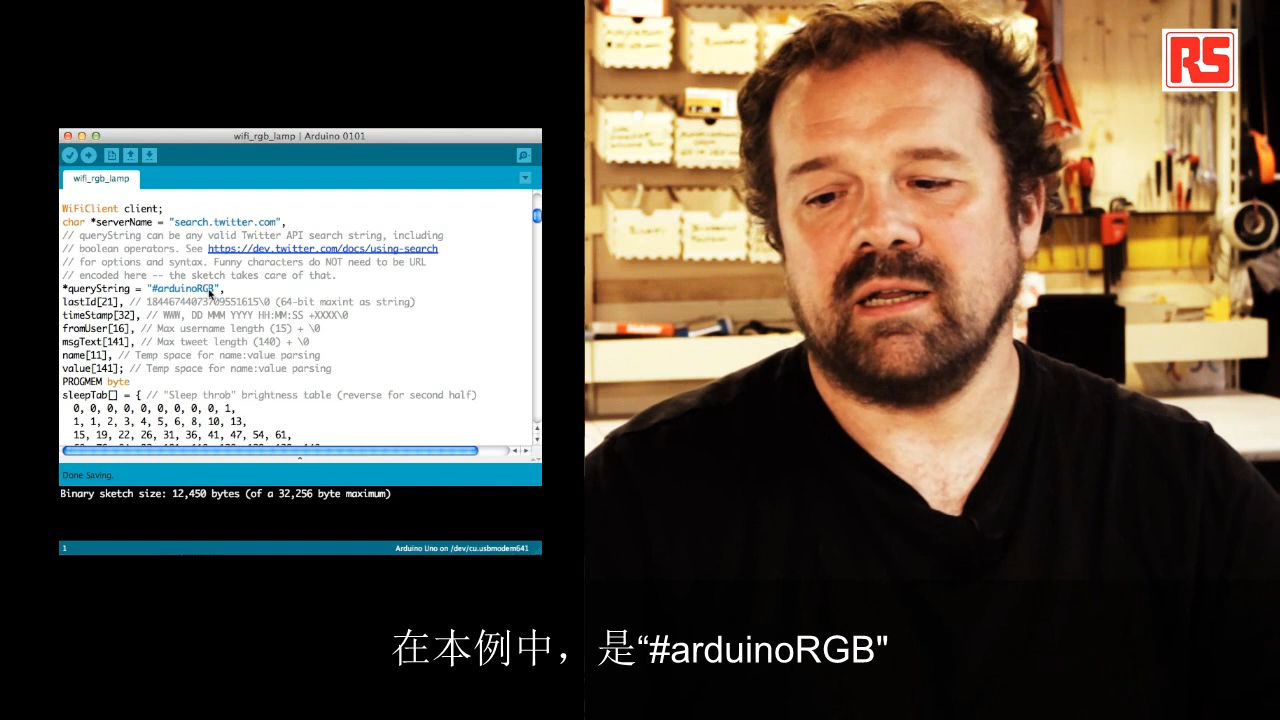 RS
wifi_rgb_lamp | Arduino 0101
wifi_rgb_lamp
WiFiClient client;
char *serverName = "search.twitter.com",
// queryString can be any valid Twitter API search string, including
// boolean operators. See https://dev.twitter.com/docs/using-search
// for options and syntax. Funny characters do NOT need to be URL
// encoded here -- the sketch takes care of that.
*queryString = "#arduinoRGB",
lastId[21], // 18446744073709551615\0 (64-bit maxint as string)
timeStamp[32], // WWW, DD MMM YYYY HH:MM:SS +XXXX\0
fromUser[16], // Max username length (15) + \0
msgText[141], // Max tweet length (140) + \0
name[11], // Temp space for name:value parsing
value[141]; // Temp space for name:value parsing
PROGMEM byte
sleepTab[] = { // "Sleep throb" brightness table (reverse for second half)
0, 0, 0, 0, 0, 0, 0, 0, 0, 1,
1, 1, 2, 3, 4, 5, 6, 8, 10, 13,
15, 19, 22, 26, 31, 36, 41, 47, 54, 61,
Done Saving.
Binary sketch size: 12,450 bytes (of a 32,256 byte maximum)
1
Arduino Uno on /dev/cu.usbmodem641
在本例中，是“#arduinoRGB"